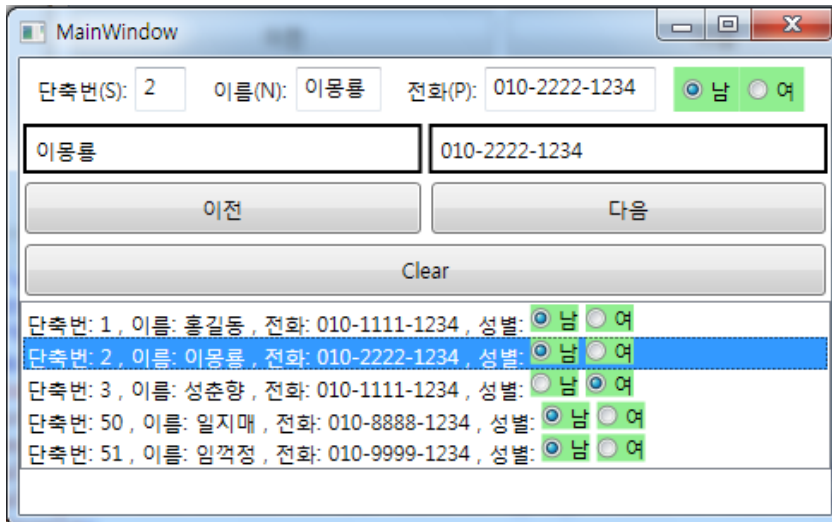 MainWindow
단축번(S): 2 이름(N): 이몽룡 전화(P): 010-2222-1234 남 여
이몽룡 010-2222-1234
이전 다음
Clear
단축번: 1 , 이름: 홍길동 , 전화: 010-1111-1234 , 성별: 남 여
단축번: 2 , 이름: 이몽룡 , 전화: 010-2222-1234 , 성별: 남 여
단축번: 3 , 이름: 성춘향 , 전화: 010-1111-1234 , 성별: 남 여
단축번: 50 , 이름: 일지매 , 전화: 010-8888-1234 , 성별: 남 여
단축번: 51 , 이름: 임꺽정 , 전화: 010-9999-1234 , 성별: 남 여